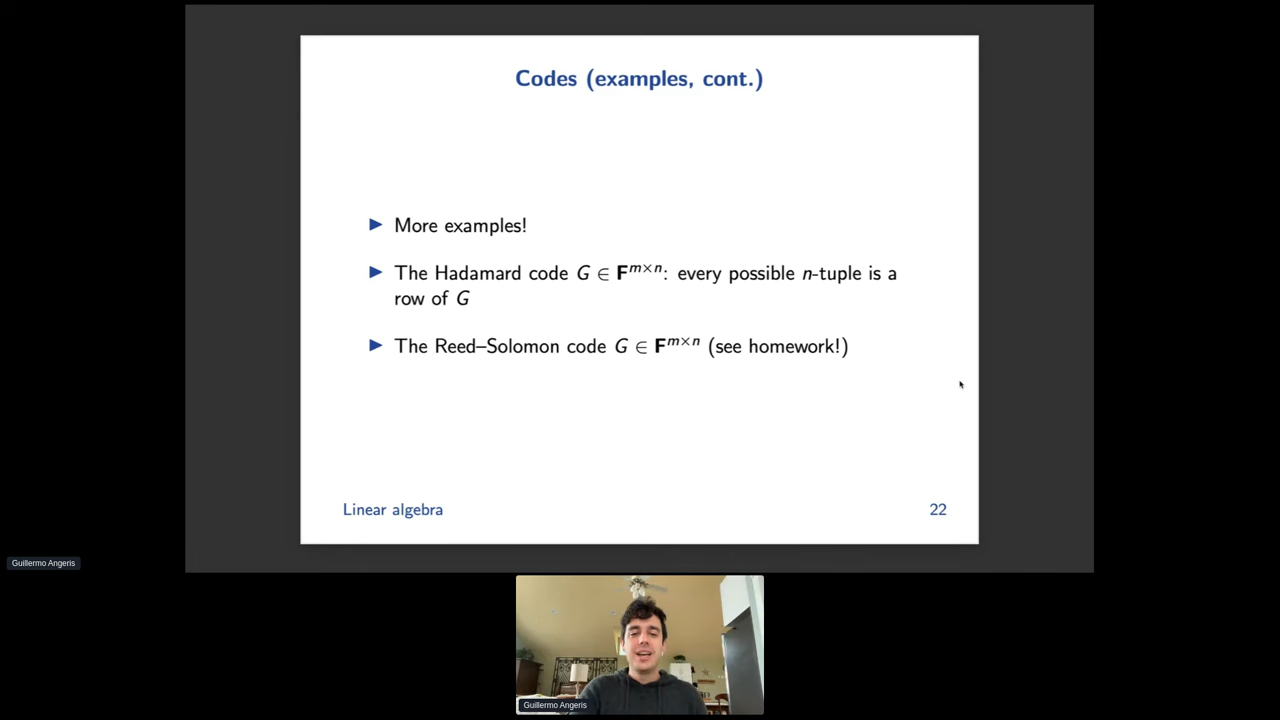 Codes (examples, cont.)
▶ More examples!
▶ The Hadamard code G ∈ F^{m×n}: every possible n-tuple is a
row of G
▶ The Reed–Solomon code G ∈ F^{m×n} (see homework!)
Linear algebra 22
Guillermo Angeris
Guillermo Angeris